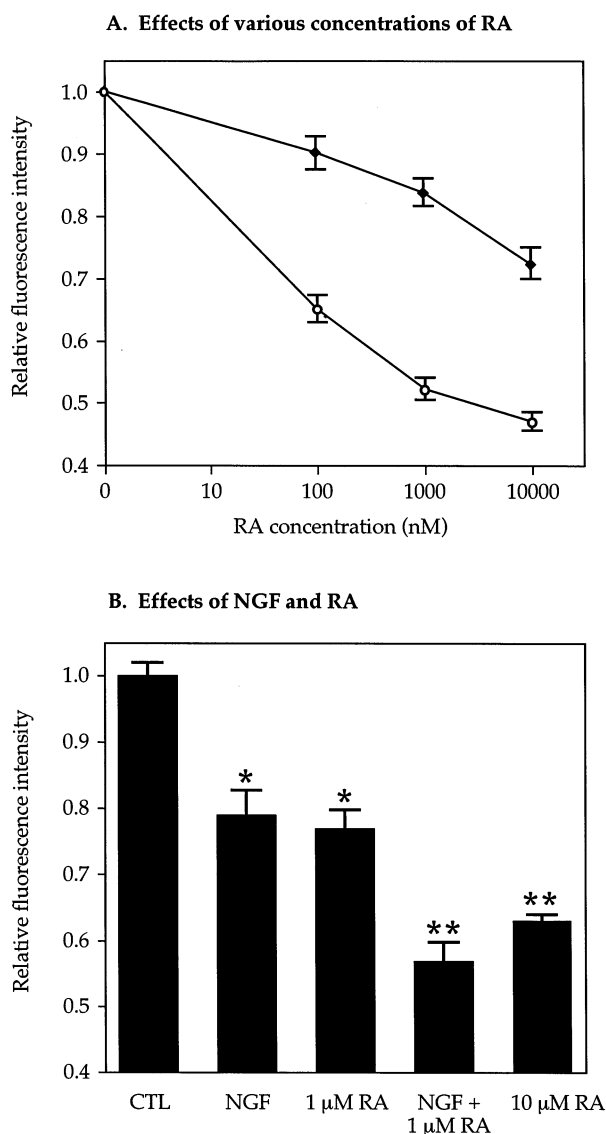 A. Effects of various concentrations of RA
Relative fluorescence intensity
1.0
0.9
0.8
0.7
0.6
0.5
0.4
0 10 100 1000 10000
RA concentration (nM)
B. Effects of NGF and RA
Relative fluorescence intensity
1.0
0.9
0.8
0.7
0.6
0.5
0.4
* * ** **
CTL NGF 1 µM RA NGF + 10 µM RA
1 µM RA